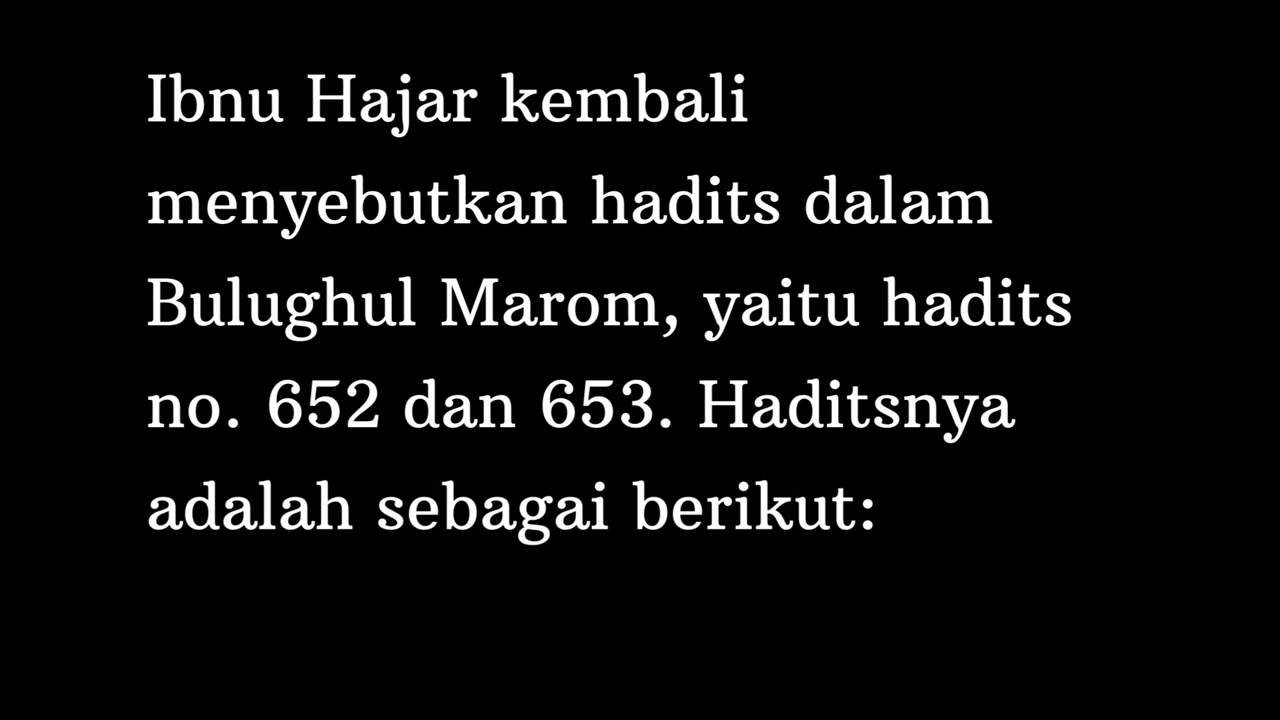 Ibnu Hajar kembali
menyebutkan hadits dalam
Bulughul Marom, yaitu hadits
no. 652 dan 653. Haditsnya
adalah sebagai berikut: